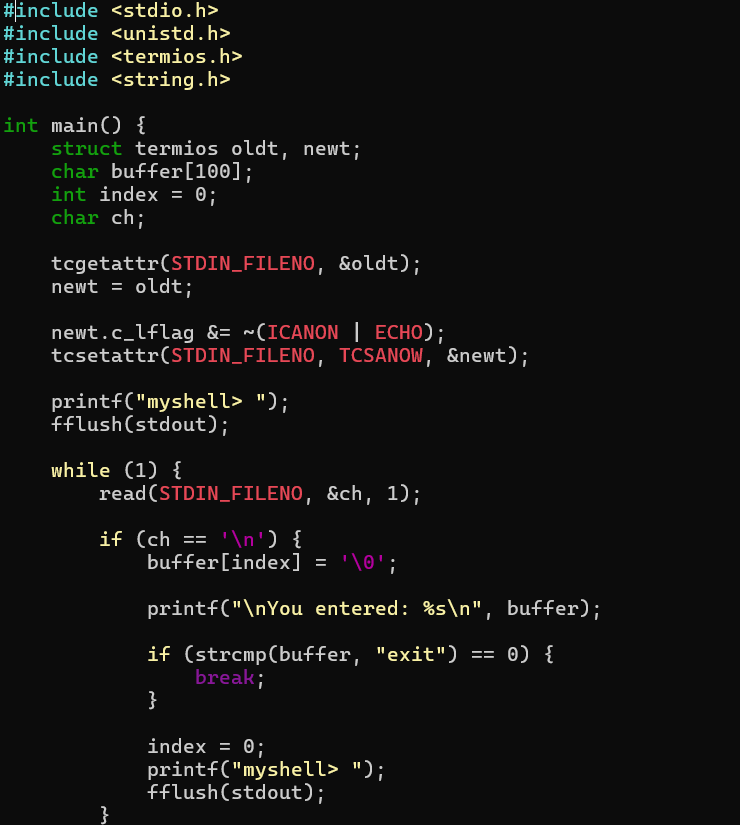 #include <stdio.h>
#include <unistd.h>
#include <termios.h>
#include <string.h>

int main() {
    struct termios oldt, newt;
    char buffer[100];
    int index = 0;
    char ch;

    tcgetattr(STDIN_FILENO, &oldt);
    newt = oldt;

    newt.c_lflag &= ~(ICANON | ECHO);
    tcsetattr(STDIN_FILENO, TCSANOW, &newt);

    printf("myshell> ");
    fflush(stdout);

    while (1) {
        read(STDIN_FILENO, &ch, 1);

        if (ch == '\n') {
            buffer[index] = '\0';

            printf("\nYou entered: %s\n", buffer);

            if (strcmp(buffer, "exit") == 0) {
                break;
            }

            index = 0;
            printf("myshell> ");
            fflush(stdout);
        }